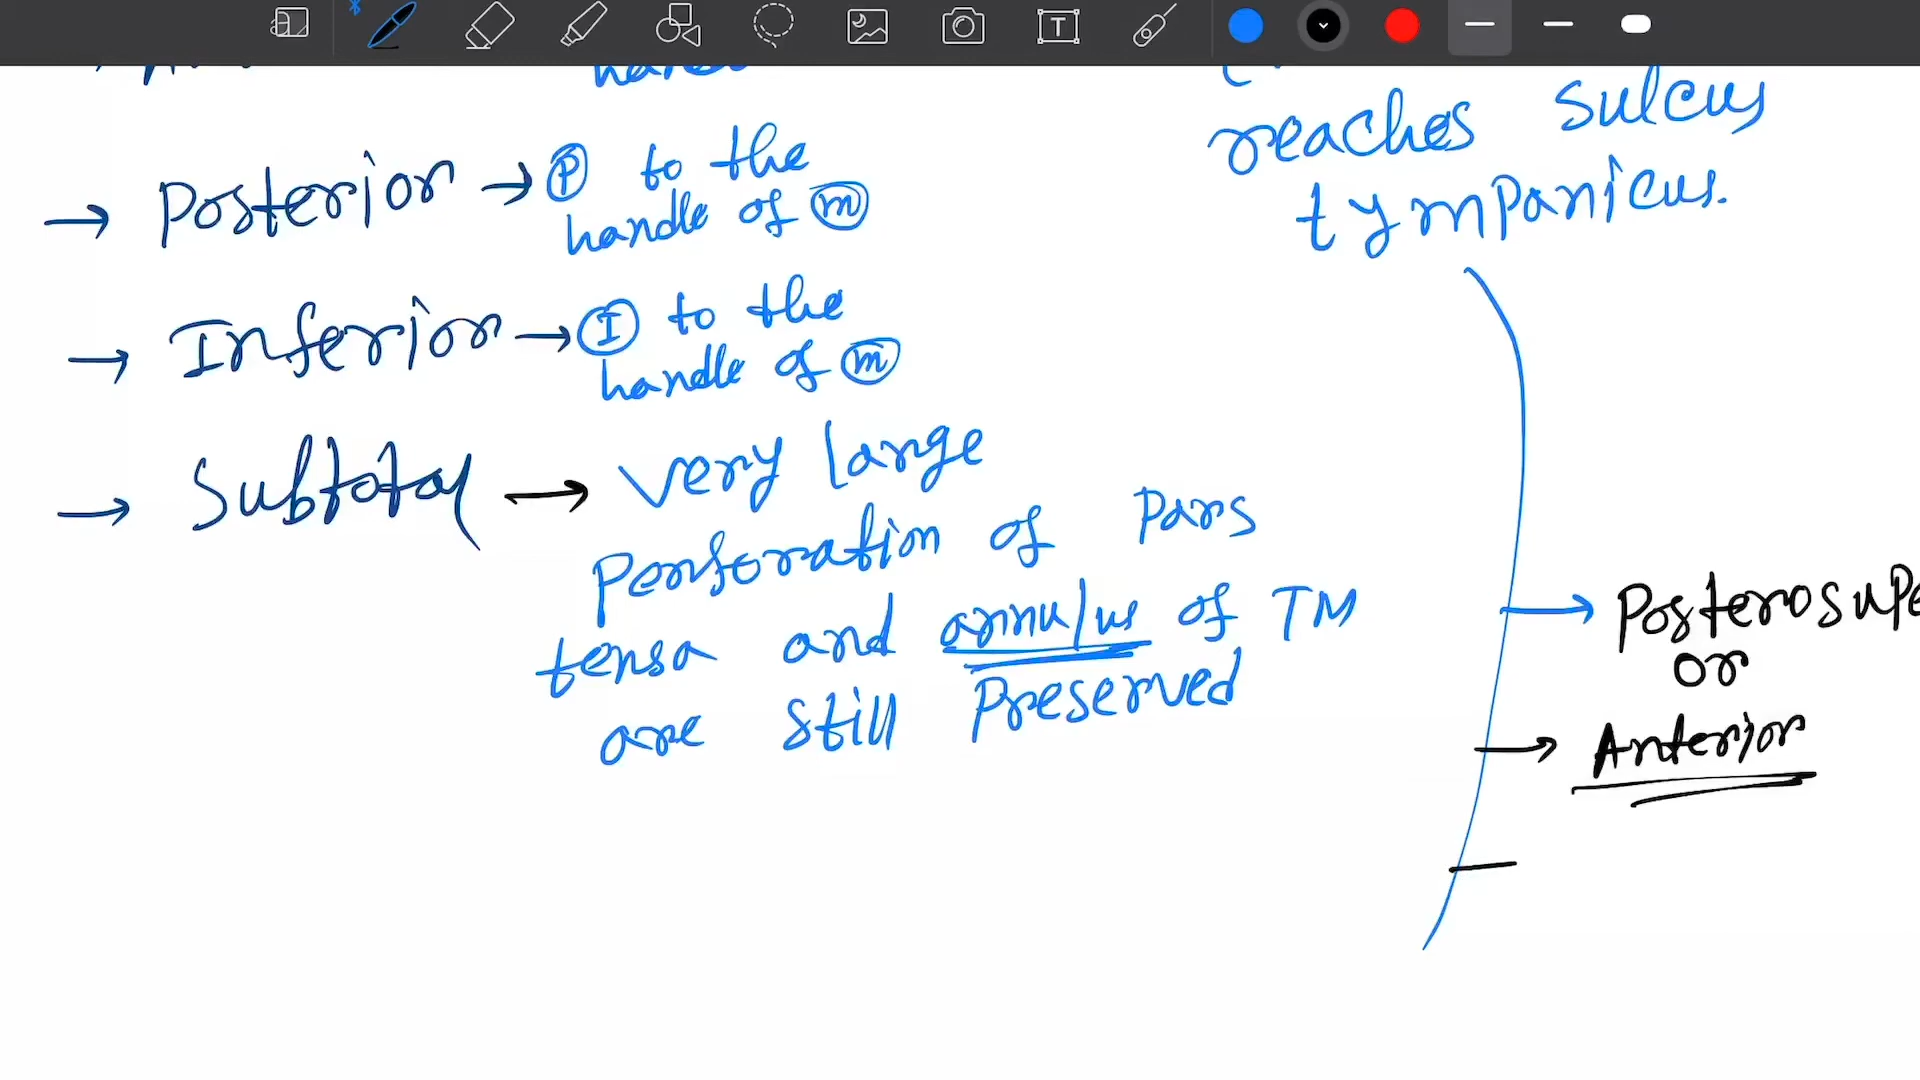 → Posterior → Ⓟ to the
handle of ⓜ
→ Inferior → Ⓘ to the
handle of ⓜ
→ Subtotal → very large
Perforation of Pars
tensa and annulus of TM
are still Preserved
reaches sulcus
tympanicus.
→ Posterosupe
or
→ Anterior